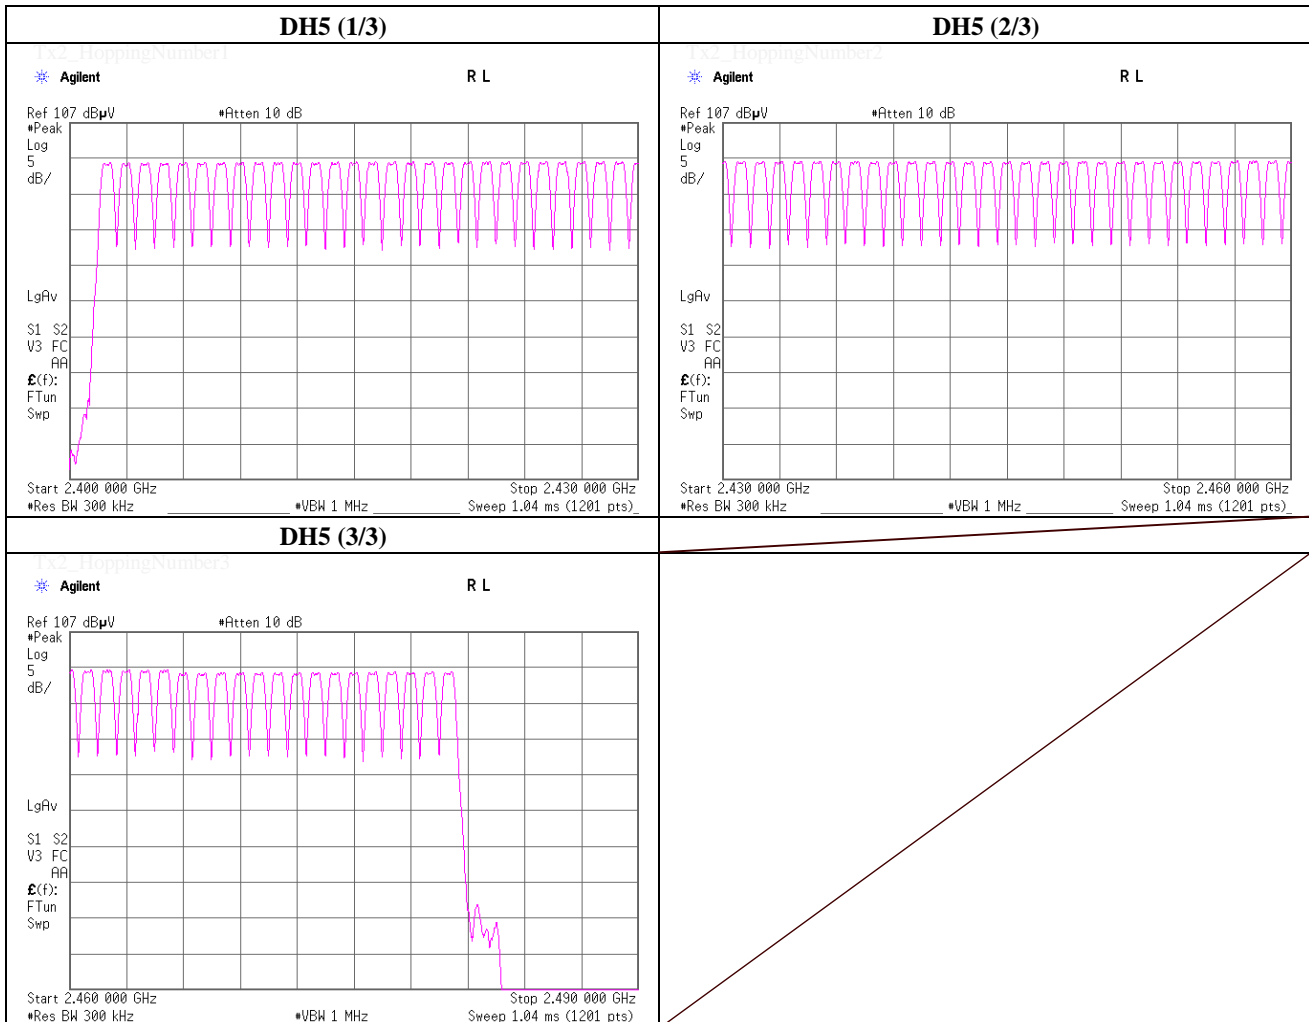 DH5 (1/3)
DH5 (2/3)
Tx2_HoppingNumber1
Agilent
R L
Ref 107 dBµV
#Atten 10 dB
#Peak
Log
5
dB/
LgAv
S1 S2
V3 FC
AA
£(f):
FTun
Swp
Start 2.400 000 GHz
Stop 2.430 000 GHz
#Res BW 300 kHz
#VBW 1 MHz
Sweep 1.04 ms (1201 pts)
Tx2_HoppingNumber2
Agilent
R L
Ref 107 dBµV
#Atten 10 dB
#Peak
Log
5
dB/
LgAv
S1 S2
V3 FC
AA
£(f):
FTun
Swp
Start 2.430 000 GHz
Stop 2.460 000 GHz
#Res BW 300 kHz
#VBW 1 MHz
Sweep 1.04 ms (1201 pts)
DH5 (3/3)
Tx2_HoppingNumber3
Agilent
R L
Ref 107 dBµV
#Atten 10 dB
#Peak
Log
5
dB/
LgAv
S1 S2
V3 FC
AA
£(f):
FTun
Swp
Start 2.460 000 GHz
Stop 2.490 000 GHz
#Res BW 300 kHz
#VBW 1 MHz
Sweep 1.04 ms (1201 pts)